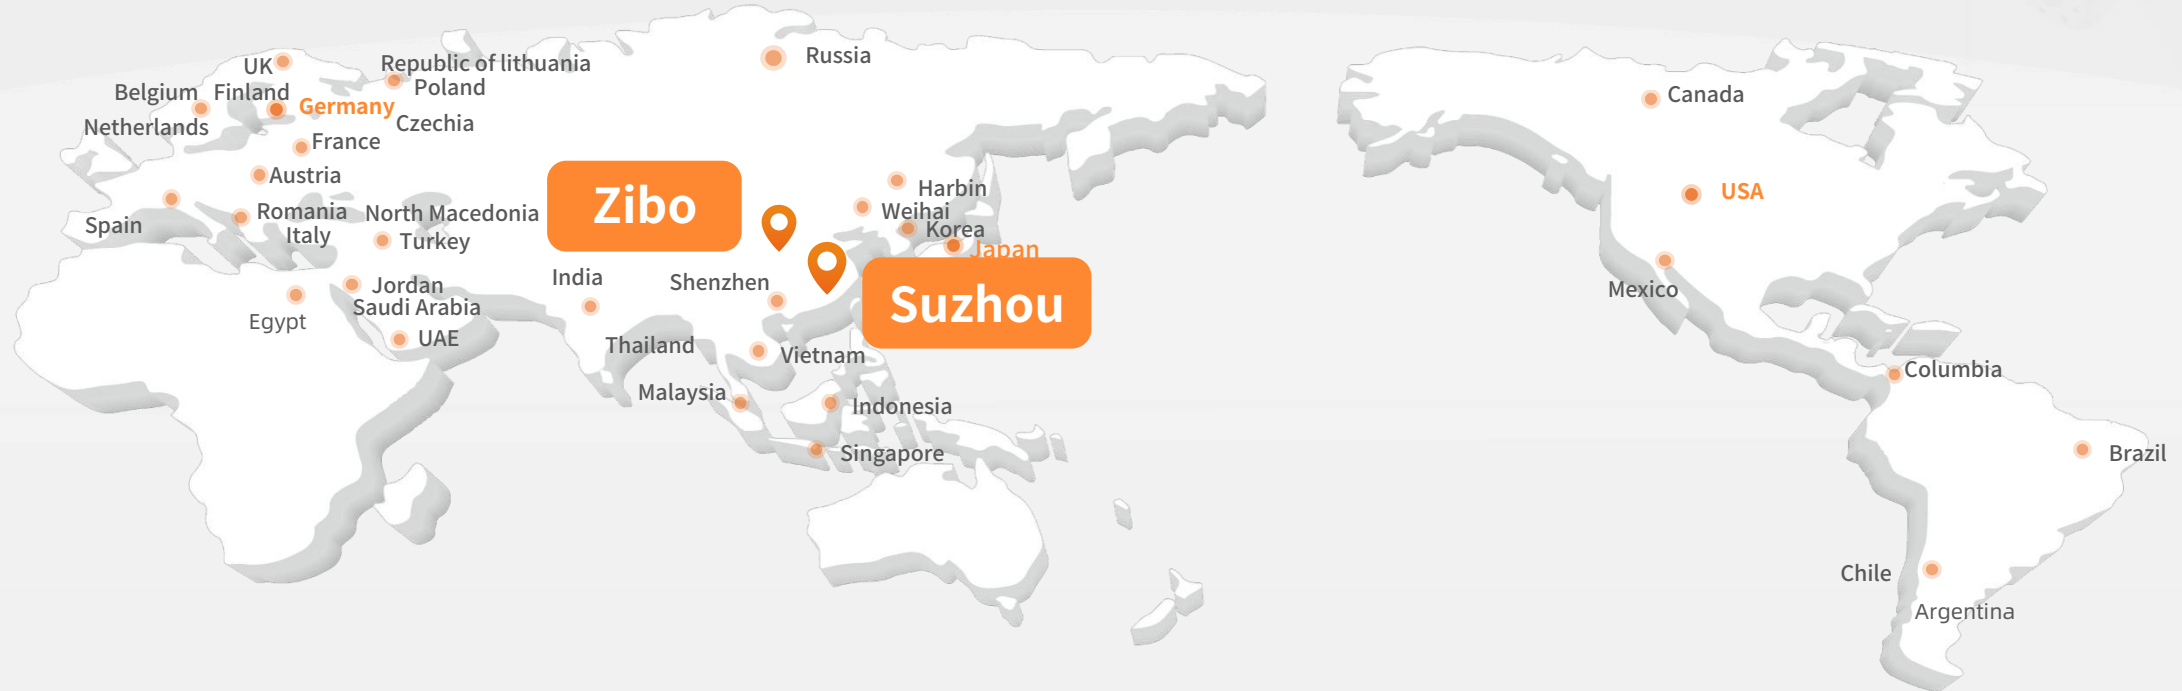 UK
Republic of lithuania
Russia
Belgium
Finland
Poland
Germany
Netherlands
Czechia
France
Austria
Spain
Romania
Italy
North Macedonia
Turkey
Jordan
Saudi Arabia
Egypt
UAE
Zibo
Harbin
Weihai
Korea
Japan
India
Shenzhen
Suzhou
Thailand
Vietnam
Malaysia
Indonesia
Singapore
Canada
USA
Mexico
Columbia
Brazil
Chile
Argentina